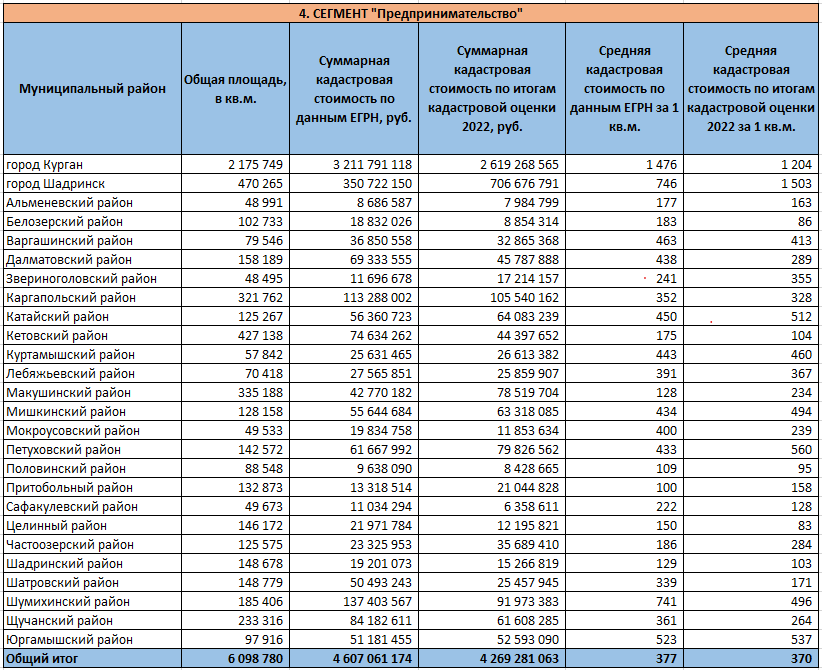 4. СЕГМЕНТ "Предпринимательство"
Муниципальный район Общая площадь, в кв.м. Суммарная кадастровая стоимость по данным ЕГРН, руб. Суммарная кадастровая стоимость по итогам кадастровой оценки 2022, руб. Средняя кадастровая стоимость по данным ЕГРН за 1 кв.м. Средняя кадастровая стоимость по итогам кадастровой оценки 2022 за 1 кв.м.
город Курган 2 175 749 3 211 791 118 2 619 268 565 1 476 1 204
город Шадринск 470 265 350 722 150 706 676 791 746 1 503
Альменевский район 48 991 8 686 587 7 984 799 177 163
Белозерский район 102 733 18 832 026 8 854 314 183 86
Варгашинский район 79 546 36 850 558 32 865 368 463 413
Далматовский район 158 189 69 333 555 45 787 888 438 289
Звериноголовский район 48 495 11 696 678 17 214 157 241 355
Каргапольский район 321 762 113 288 002 105 540 162 352 328
Катайский район 125 267 56 360 723 64 083 239 450 512
Кетовский район 427 138 74 634 262 44 397 652 175 104
Куртамышский район 57 842 25 631 465 26 613 382 443 460
Лебяжьевский район 70 418 27 565 851 25 859 907 391 367
Макушинский район 335 188 42 770 182 78 519 704 128 234
Мишкинский район 128 158 55 644 684 63 318 085 434 494
Мокроусовский район 49 533 19 834 758 11 853 634 400 239
Петуховский район 142 572 61 667 992 79 826 562 433 560
Половинский район 88 548 9 638 090 8 428 665 109 95
Притобольный район 132 873 13 318 514 21 044 828 100 158
Сафакулевский район 49 673 11 034 294 6 358 611 222 128
Целинный район 146 172 21 971 784 12 195 821 150 83
Частоозерский район 125 575 23 325 953 35 689 410 186 284
Шадринский район 148 678 19 201 073 15 266 819 129 103
Шатровский район 148 779 50 493 243 25 457 945 339 171
Шумихинский район 185 406 137 403 567 91 973 383 741 496
Щучанский район 233 316 84 182 611 61 608 285 361 264
Юргамышский район 97 916 51 181 455 52 593 090 523 537
Общий итог 6 098 780 4 607 061 174 4 269 281 063 377 370